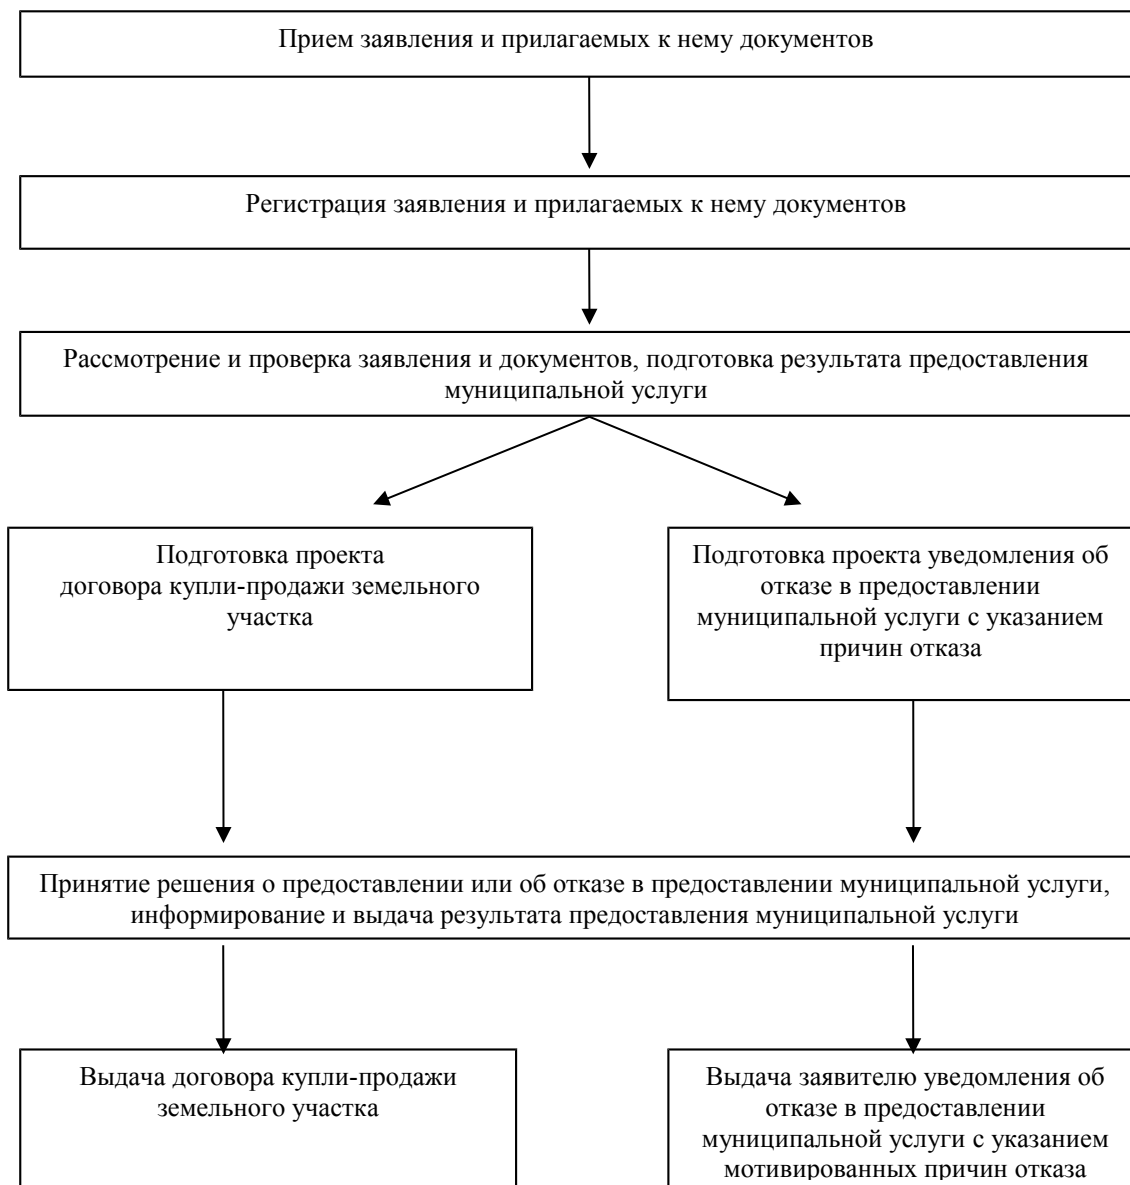 Прием заявления и прилагаемых к нему документов
Регистрация заявления и прилагаемых к нему документов
Рассмотрение и проверка заявления и документов, подготовка результата предоставления
муниципальной услуги
Подготовка проекта
договора купли-продажи земельного
участка
Подготовка проекта уведомления об
отказе в предоставлении
муниципальной услуги с указанием
причин отказа
Принятие решения о предоставлении или об отказе в предоставлении муниципальной услуги,
информирование и выдача результата предоставления муниципальной услуги
Выдача договора купли-продажи
земельного участка
Выдача заявителю уведомления об
отказе в предоставлении
муниципальной услуги с указанием
мотивированных причин отказа